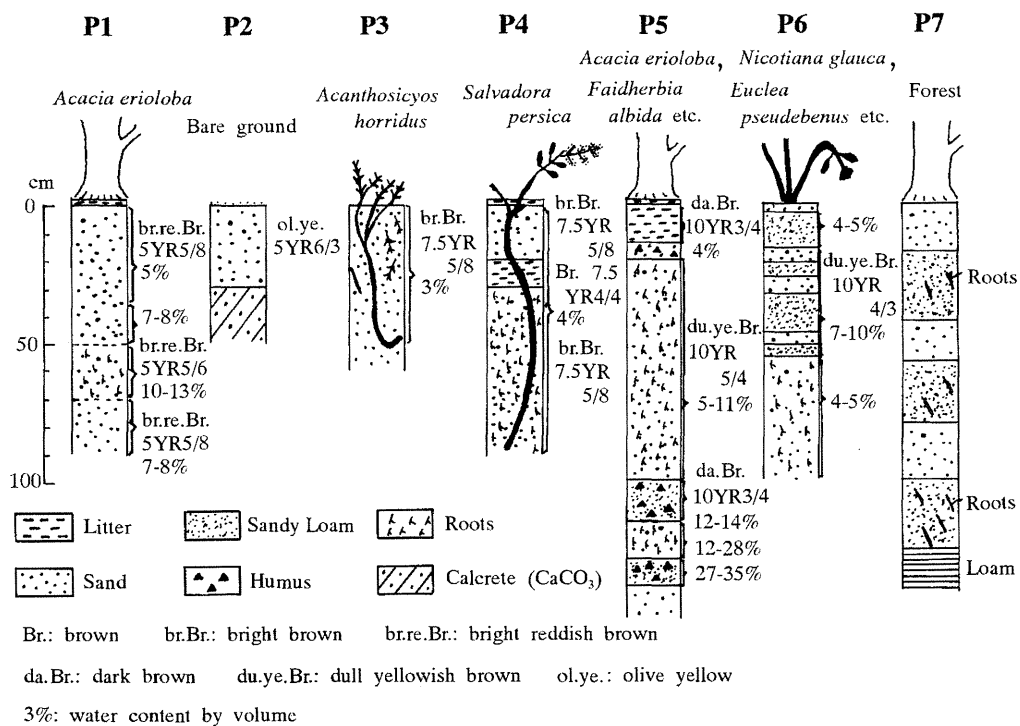 P1 P2 P3 P4 P5 P6 P7
Acacia erioloba
Bare ground
Acanthosicyos
horridus
Salvadora
persica
Acacia erioloba,
Faidherbia
albida etc.
Nicotiana glauca,
Euclea
pseudebenus etc.
Forest
cm
0
50
100
br.re.Br.
5YR5/8
5%
7-8%
br.re.Br.
5YR5/6
10-13%
br.re.Br.
5YR5/8
7-8%
ol.ye.
5YR6/3
br.Br.
7.5YR
5/8
3%
br.Br.
7.5YR
5/8
Br. 7.5
YR4/4
4%
br.Br.
7.5YR
5/8
da.Br.
10YR3/4
4%
du.ye.Br.
10YR
5/4
5-11%
da.Br.
10YR3/4
12-14%
12-28%
27-35%
4-5%
du.ye.Br.
10YR
4/3
7-10%
4-5%
Roots
Roots
Loam
Litter
Sandy Loam
Roots
Sand
Humus
Calcrete (CaCO3)
Br.: brown br.Br.: bright brown br.re.Br.: bright reddish brown
da.Br.: dark brown du.ye.Br.: dull yellowish brown ol.ye.: olive yellow
3%: water content by volume